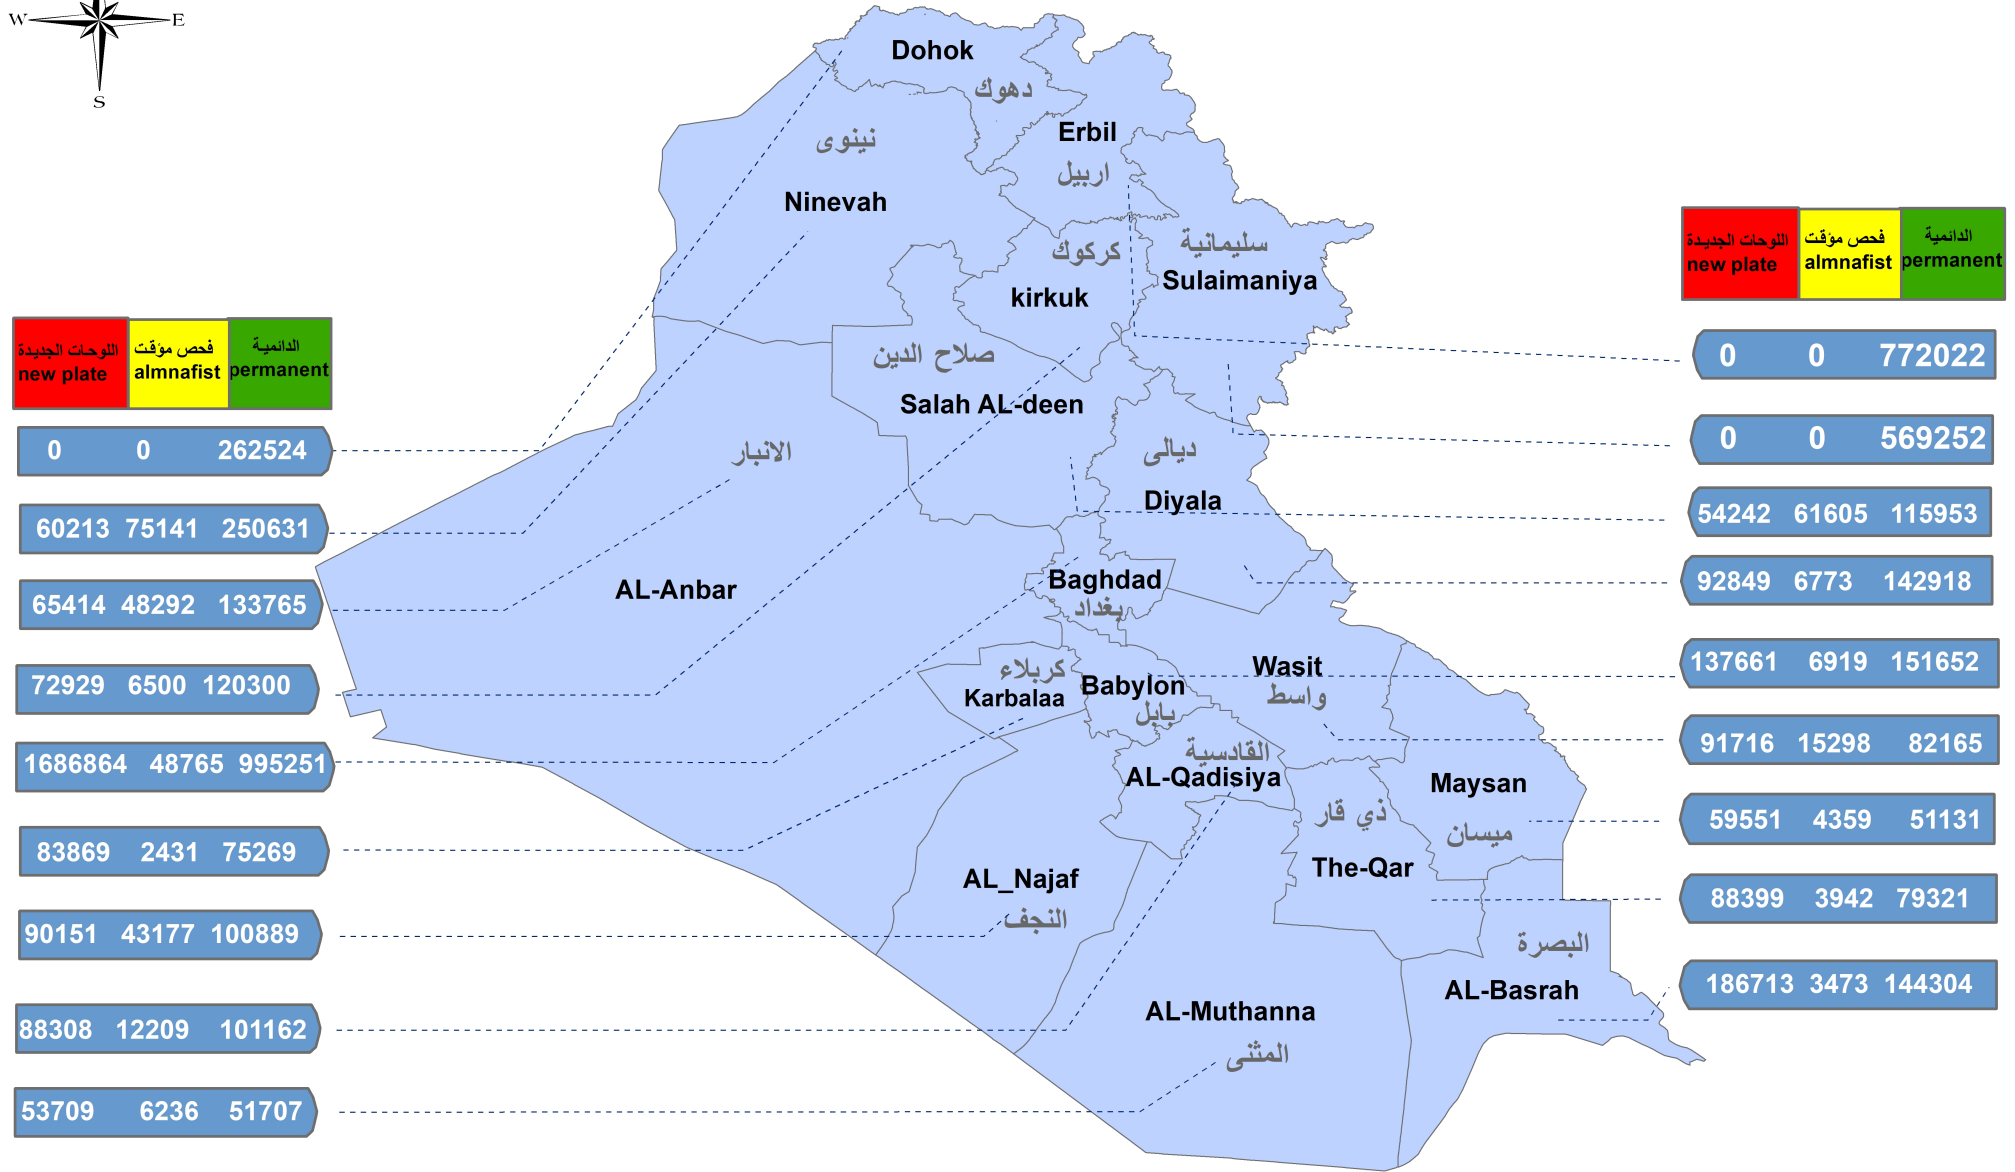 W E
S
Dohok
دهوك
Erbil
اربيل
نينوى
Ninevah
كركوك
kirkuk
سليمانية
Sulaimaniya
صلاح الدين
Salah AL-deen
ديالى
Diyala
الانبار
AL-Anbar
Baghdad
بغداد
كربلاء
Karbalaa
Babylon
بابل
Wasit
واسط
القادسية
AL-Qadisiya
Maysan
ميسان
ذي قار
The-Qar
AL_Najaf
النجف
البصرة
AL-Basrah
AL-Muthanna
المثنى
اللوحات الجديدة فحص مؤقت الدائمية
new plate almnafist permanent
0 0 262524
60213 75141 250631
65414 48292 133765
72929 6500 120300
1686864 48765 995251
83869 2431 75269
90151 43177 100889
88308 12209 101162
53709 6236 51707
اللوحات الجديدة فحص مؤقت الدائمية
new plate almnafist permanent
0 0 772022
0 0 569252
54242 61605 115953
92849 6773 142918
137661 6919 151652
91716 15298 82165
59551 4359 51131
88399 3942 79321
186713 3473 144304